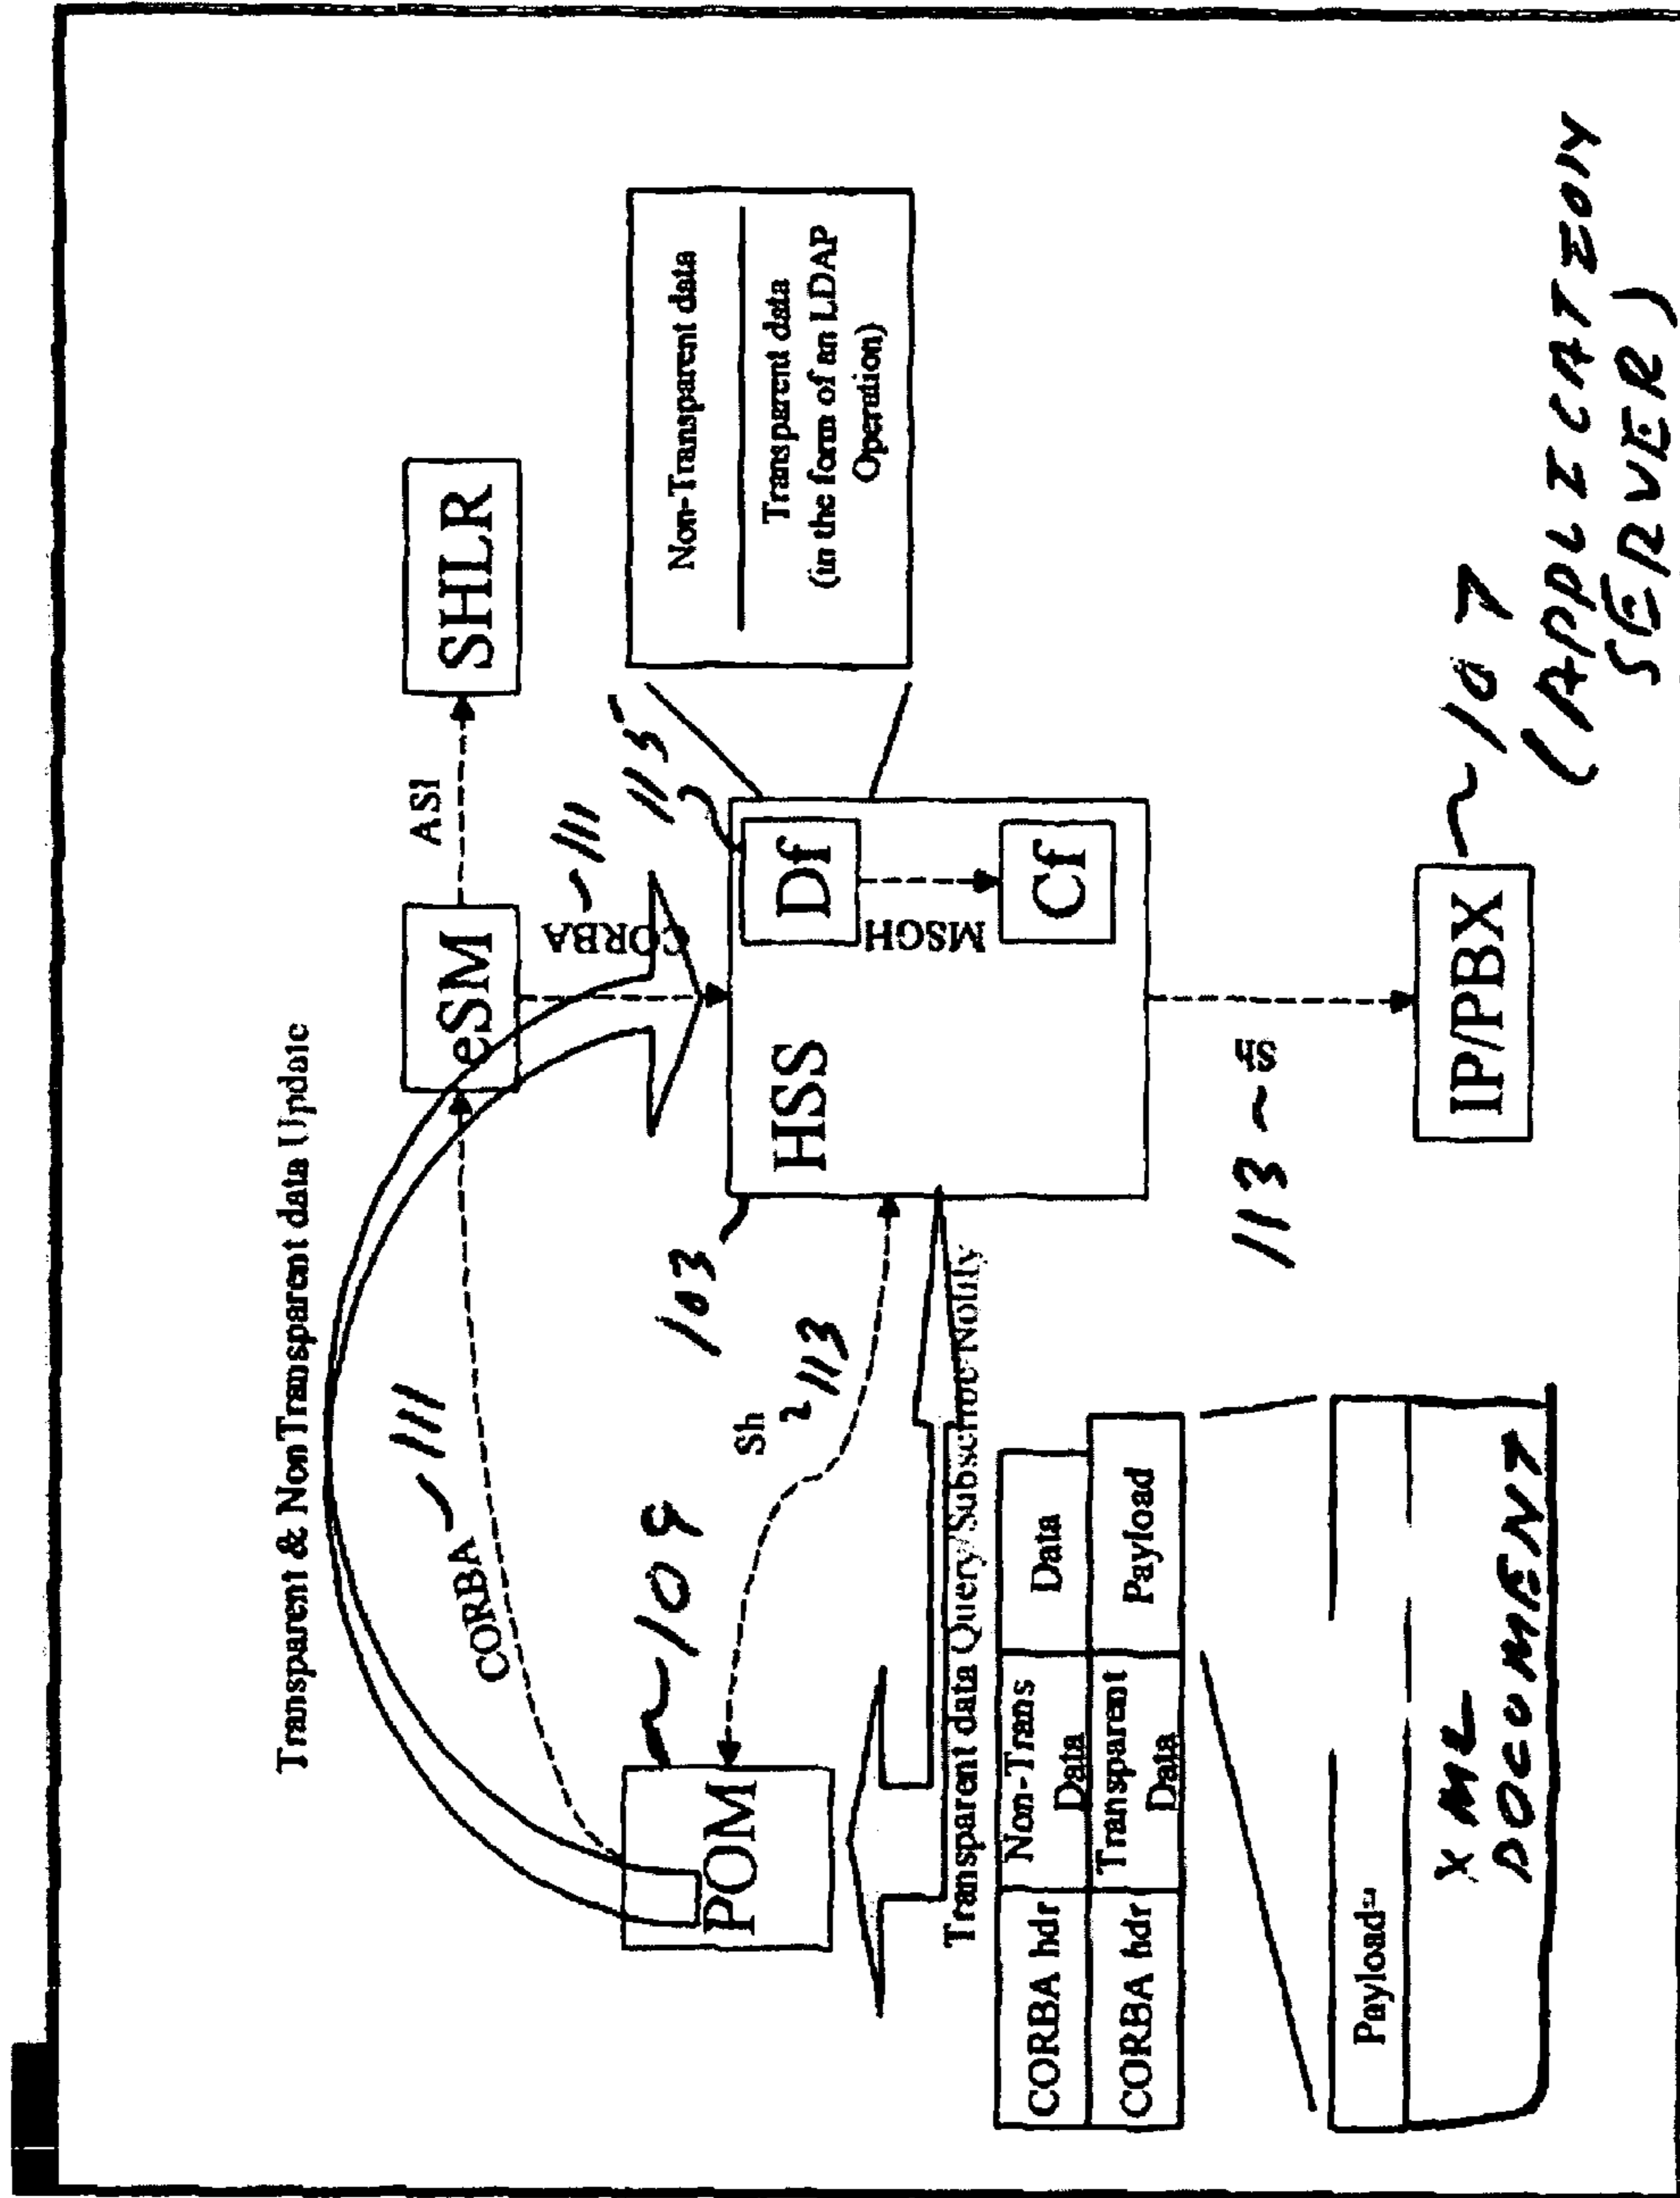 Transparent & NonTransparent data Update
CORBA
111
eSM
ASI
SHLR
CORBA
111
POM
109
103
Sh
113
HSS
115
Df
MSGH
Cf
Non-Transparent data
Transparent data
(in the form of an LDAP
Operation)
Transparent data Query/Subscribe/Notify
CORBA hdr
Non-Trans
Data
Data
CORBA hdr
Transparent
Data
Payload
Payload=
XML
DOCUMENT
113
Sh
IP/PBX
107
(APPLICATION
SERVER)